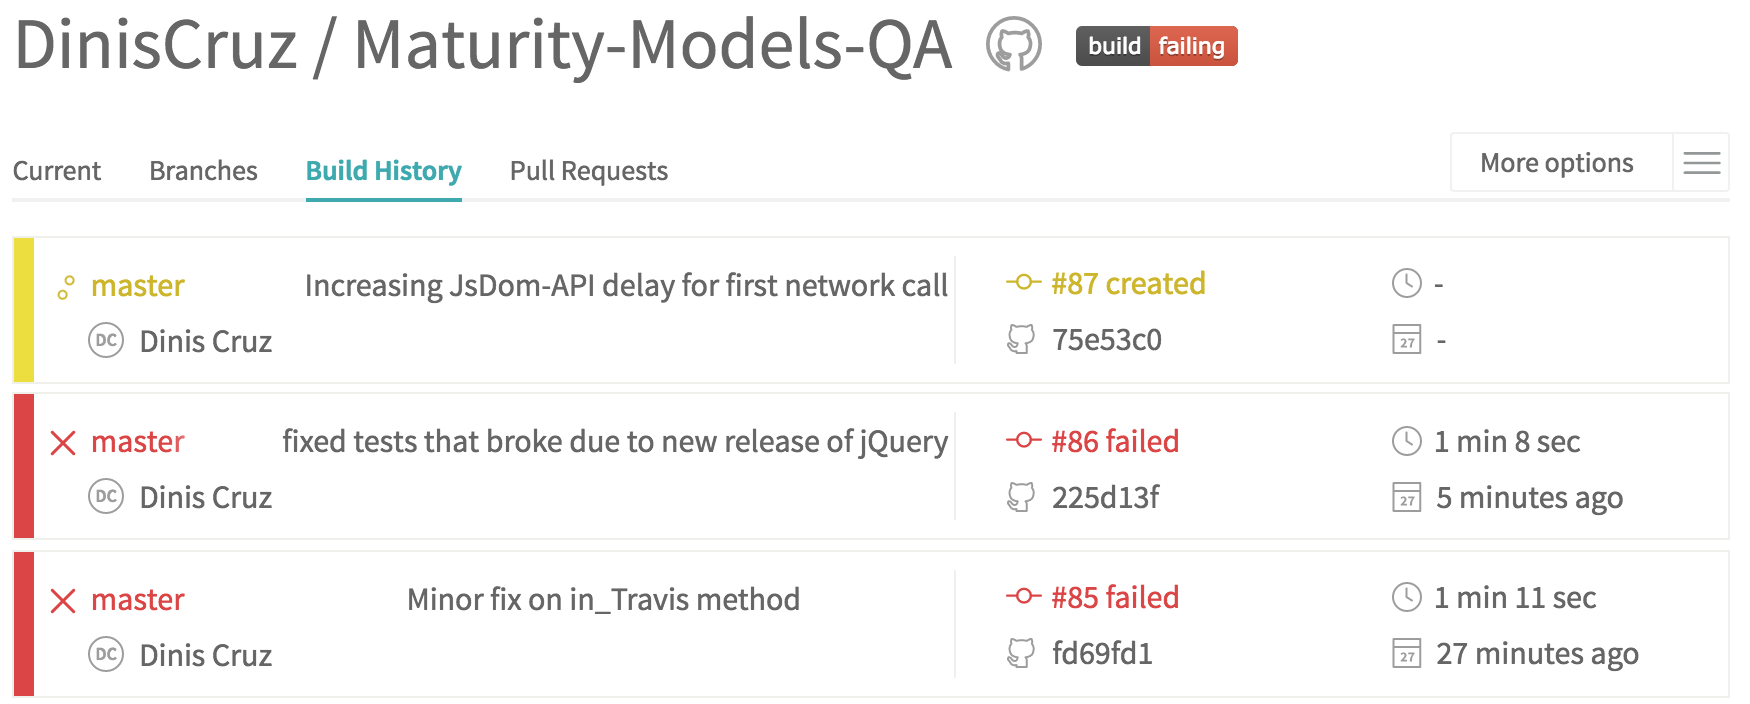 DinisCruz / Maturity-Models-QA build failing
Current Branches Build History Pull Requests More options
master Increasing JsDom-API delay for first network call #87 created -
DC Dinis Cruz 75e53c0 27 -
master fixed tests that broke due to new release of jQuery #86 failed 1 min 8 sec
DC Dinis Cruz 225d13f 27 5 minutes ago
master Minor fix on in_Travis method #85 failed 1 min 11 sec
DC Dinis Cruz fd69fd1 27 27 minutes ago